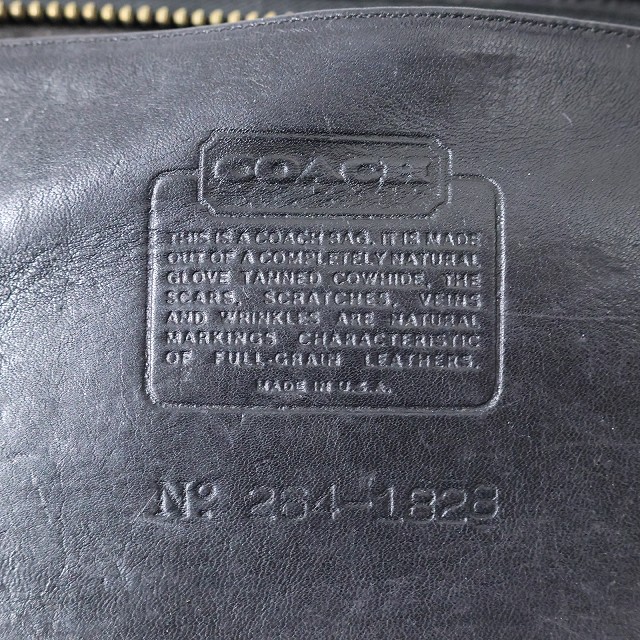 COACH
THIS IS A COACH BAG. IT IS MADE
OUT OF A COMPLETELY NATURAL
GLOVE TANNED COWHIDE, THE
SCARS, SCRATCHES, VEINS
AND WRINKLES ARE NATURAL
MARKINGS CHARACTERISTIC
OF FULL-GRAIN LEATHERS.
MADE IN U.S.A.
No. 264-1828